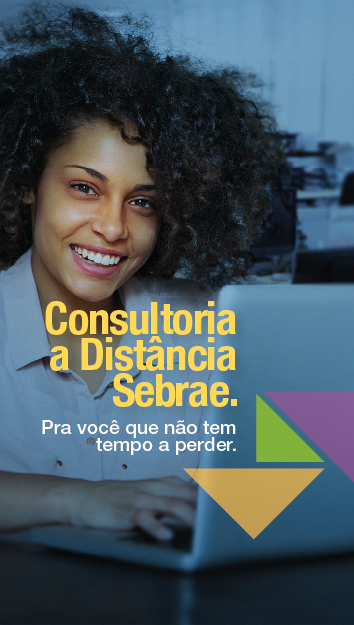 Consultoria
a Distância
Sebrae.
Pra você que não tem
tempo a perder.